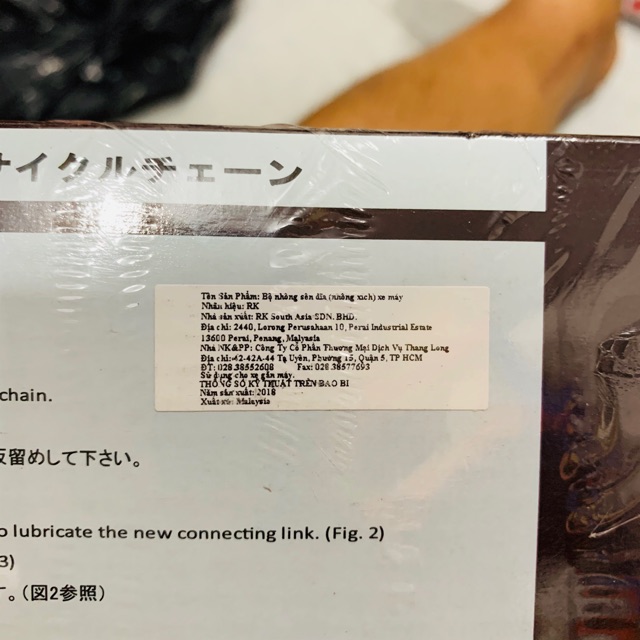 サイクルチェーン
Tên Sản Phẩm: Bộ nhông sên dĩa (nhông xích) xe máy
Nhãn hiệu: RK
Nhà sản xuất: RK South Asia SDN. BHD.
Địa chỉ: 2440, Lorong Perusahaan 10, Perai Industrial Estate
13600 Perai, Penang, Malyasia
Nhà NK&PP: Công Ty Cổ Phần Thương Mại Dịch Vụ Thang Long
Địa chỉ:42-42A-44 Tạ Uyên, Phường 15, Quận 5, TP HCM
ĐT: 028.38552608 Fax: 028.38577693
Sử dụng cho xe gắn máy.
THÔNG SỐ KỸ THUẬT TRÊN BAO BÌ
Năm sản xuất: 2018
Xuất xứ: Malaysia
chain.
反留めして下さい。
o lubricate the new connecting link. (Fig. 2)
3)
す。（図2参照）